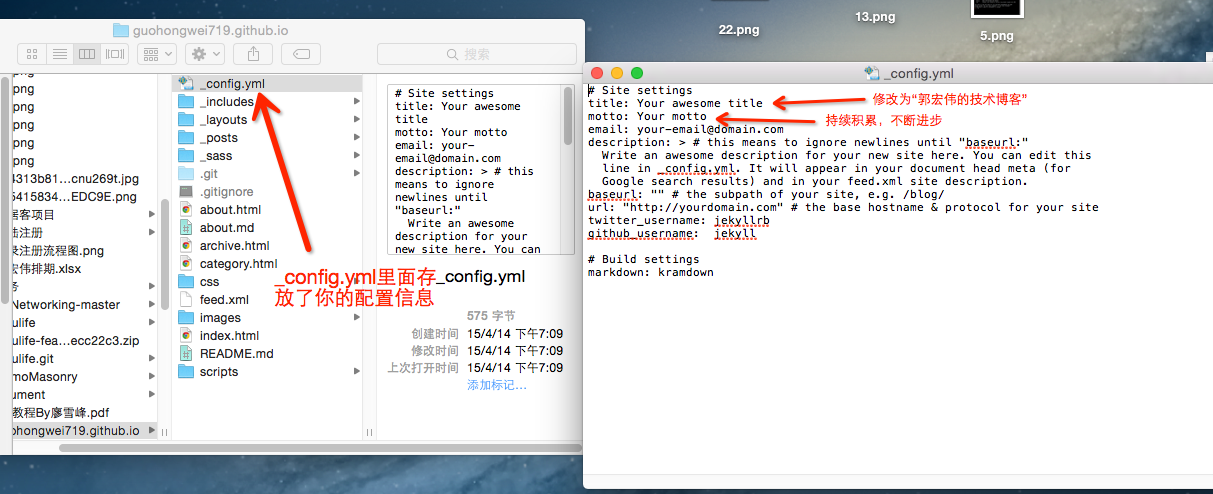 22.png
13.png
5.png
guohongwei719.github.io
搜索
png
png
png
png
png
4313b81...cnu269t.jpg
5415834...EDC9E.png
居客项目
陆注册
录注册流程图.png
宏伟排期.xlsx
务
Networking-master
ulife
ulife-fea...ecc22c3.zip
ulife.git
moMasonry
ument
教程By廖雪峰.pdf
ohongwei719.github.io
_config.yml
_includes
_layouts
_posts
_sass
.git
.gitignore
about.html
about.md
archive.html
category.html
css
feed.xml
images
index.html
README.md
scripts
# Site settings
title: Your awesome
title
motto: Your motto
email: your-
email@domain.com
description: > # this
means to ignore
newlines until
"baseurl:"
Write an awesome
description for your
new site here. You can
_config.yml
575 字节
创建时间 15/4/14 下午7:09
修改时间 15/4/14 下午7:09
上次打开时间 15/4/14 下午7:09
添加标记…
_config.yml里面存
放了你的配置信息
_config.yml
# Site settings
title: Your awesome title
motto: Your motto
email: your-email@domain.com
description: > # this means to ignore newlines until "baseurl:"
Write an awesome description for your new site here. You can edit this
line in _config.yml. It will appear in your document head meta (for
Google search results) and in your feed.xml site description.
baseurl: "" # the subpath of your site, e.g. /blog/
url: "http://yourdomain.com" # the base hostname & protocol for your site
twitter_username: jekyllrb
github_username:  jekyll
# Build settings
markdown: kramdown
修改为“郭宏伟的技术博客”
持续积累，不断进步